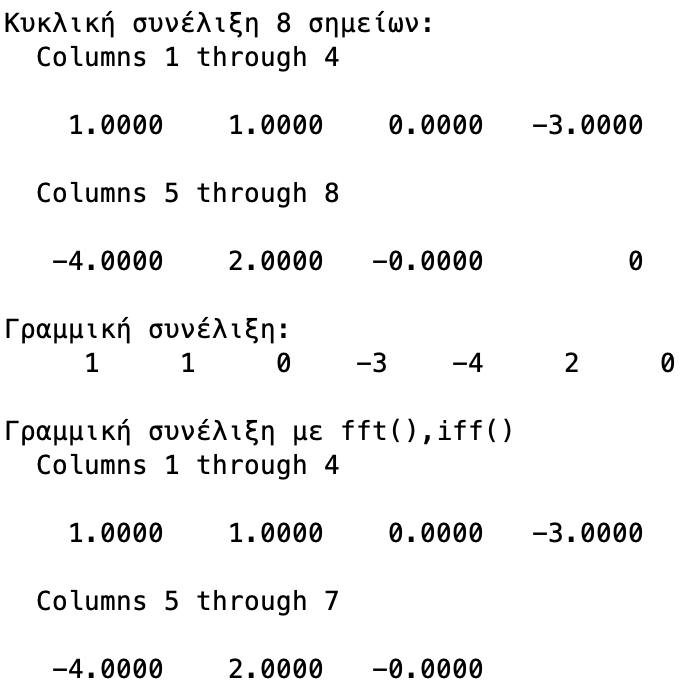 Κυκλική συνέλιξη 8 σημείων:
Columns 1 through 4
1.0000 1.0000 0.0000 -3.0000
Columns 5 through 8
-4.0000 2.0000 -0.0000 0
Γραμμική συνέλιξη:
1 1 0 -3 -4 2 0
Γραμμική συνέλιξη με fft(),iff()
Columns 1 through 4
1.0000 1.0000 0.0000 -3.0000
Columns 5 through 7
-4.0000 2.0000 -0.0000